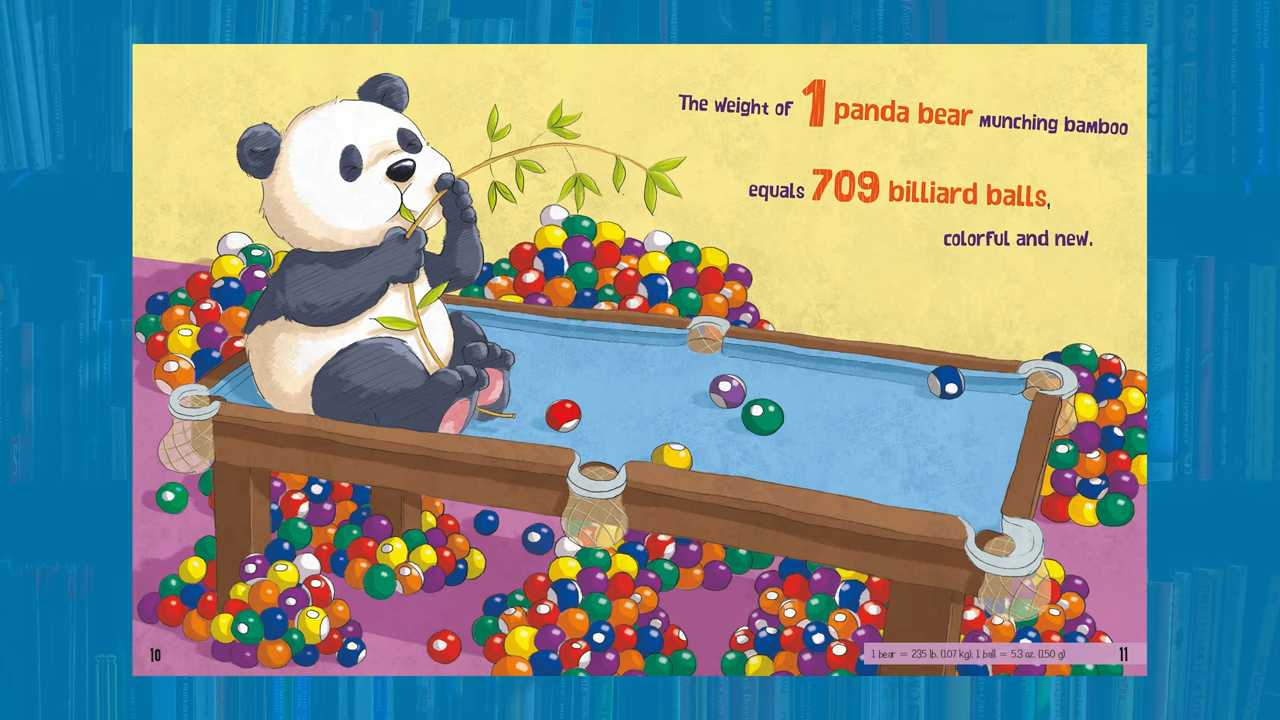 The weight of 1 panda bear munching bamboo
equals 709 billiard balls,
colorful and new.
10
1 bear = 235 lb. (107 kg). 1 ball = 5.3 oz. (150 g)
11